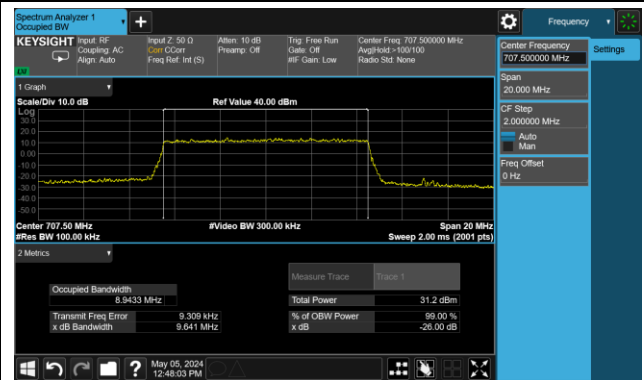 Spectrum Analyzer 1
Occupied BW
Frequency
KEYSIGHT
Input: RF
Coupling: AC
Align: Auto
Input Z: 50 Ω
Corr CCorr
Freq Ref: Int (S)
Atten: 10 dB
Preamp: Off
Trig: Free Run
Gate: Off
#IF Gain: Low
Center Freq: 707.500000 MHz
Avg|Hold:>100/100
Radio Std: None
Center Frequency
707.500000 MHz
Settings
Span
20.000 MHz
CF Step
2.000000 MHz
Auto
Man
Freq Offset
0 Hz
1 Graph
Scale/Div 10.0 dB
Ref Value 40.00 dBm
Log
30.0
20.0
10.0
0.00
-10.0
-20.0
-30.0
-40.0
-50.0
Center 707.50 MHz
#Video BW 300.00 kHz
Span 20 MHz
#Res BW 100.00 kHz
Sweep 2.00 ms (2001 pts)
2 Metrics
Measure Trace
Trace 1
Occupied Bandwidth
8.9433 MHz
Total Power
31.2 dBm
Transmit Freq Error
9.309 kHz
% of OBW Power
99.00 %
x dB Bandwidth
9.641 MHz
x dB
-26.00 dB
?
May 05, 2024
12:48:03 PM